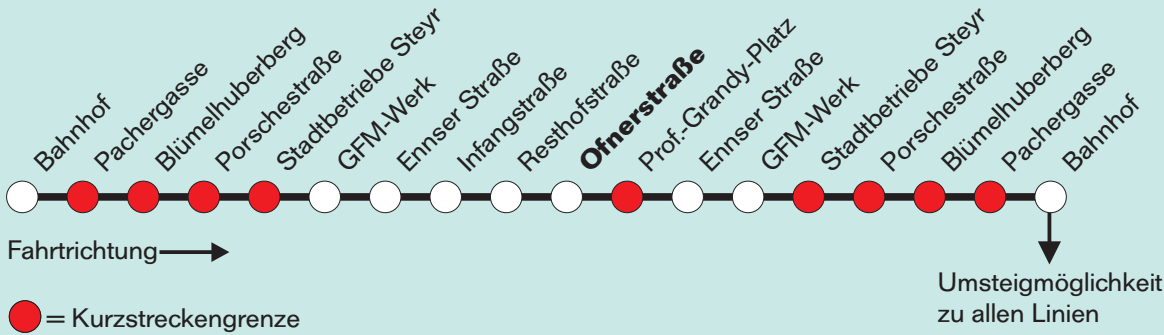 Bahnhof
Pachergasse
Blümelhuberberg
Porschestraße
Stadtbetriebe Steyr
GFM-Werk
Ennser Straße
Infangstraße
Resthofstraße
Ofnerstraße
Prof.-Grandy-Platz
Ennser Straße
GFM-Werk
Stadtbetriebe Steyr
Porschestraße
Blümelhuberberg
Pachergasse
Bahnhof
Fahrtrichtung
Umsteigmöglichkeit
zu allen Linien
= Kurzstreckengrenze